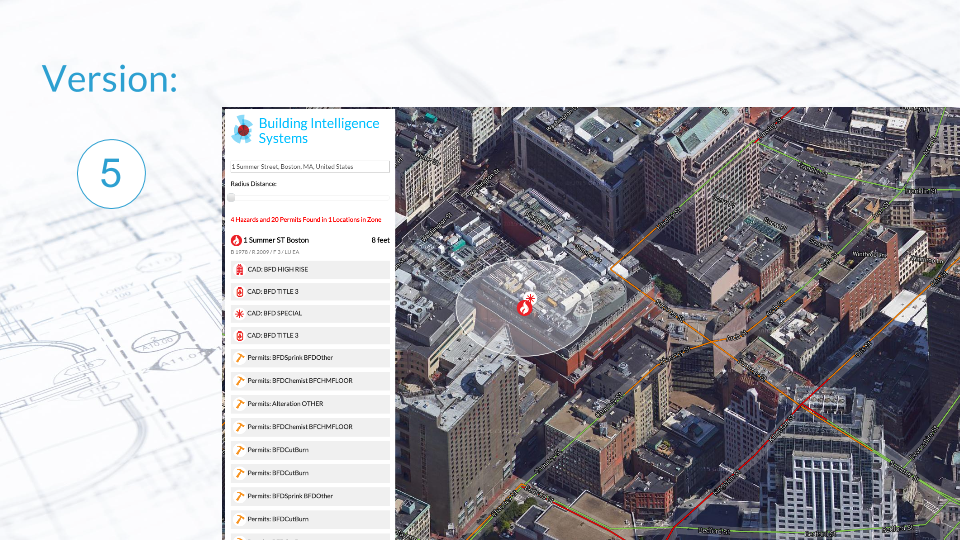 Version:
5
Building Intelligence
Systems
1 Summer Street, Boston, MA, United States
Radius Distance:
4 Hazards and 20 Permits Found in 1 Locations in Zone
1 Summer ST Boston 8 feet
B 1978 / R 2009 / F 3 / LU EA
CAD: BFD HIGH RISE
CAD: BFD TITLE 3
CAD: BFD SPECIAL
CAD: BFD TITLE 3
Permits: BFDSprink BFDOther
Permits: BFDChemist BFCHMFLOOR
Permits: Alteration OTHER
Permits: BFDChemist BFCHMFLOOR
Permits: BFDCutBurn
Permits: BFDCutBurn
Permits: BFDSprink BFDOther
Permits: BFDCutBurn
Franklin St